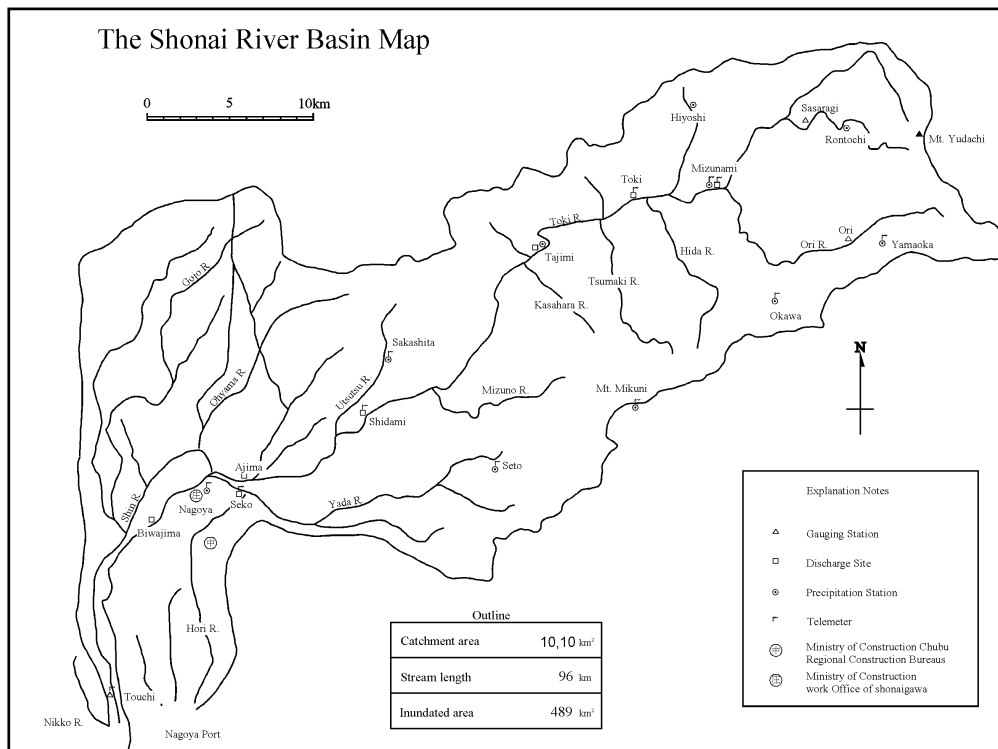 The Shonai River Basin Map
0 5 10km
Hiyoshi
Sasaragi
Rontochi
Mt. Yudachi
Mizunami
Toki
Toki R.
Tajimi
Hida R.
Ori
Ori R.
Yamaoka
Gojo R.
Tsumaki R.
Kasahara R.
Okawa
Sakashita
Ohyama R.
Utsutsu R.
Mizuno R.
Mt. Mikuni
N
Shidami
Ajima
Seto
Shin R.
Nagoya
Seko
Yada R.
Biwajima
Hori R.
Touchi
Nikko R.
Nagoya Port
Outline
Catchment area 10,10 km²
Stream length 96 km
Inundated area 489 km²
Explanation Notes
Gauging Station
Discharge Site
Precipitation Station
Telemeter
中 Ministry of Construction Chubu
Regional Construction Bureaus
Ministry of Construction
work Office of shonaigawa
中